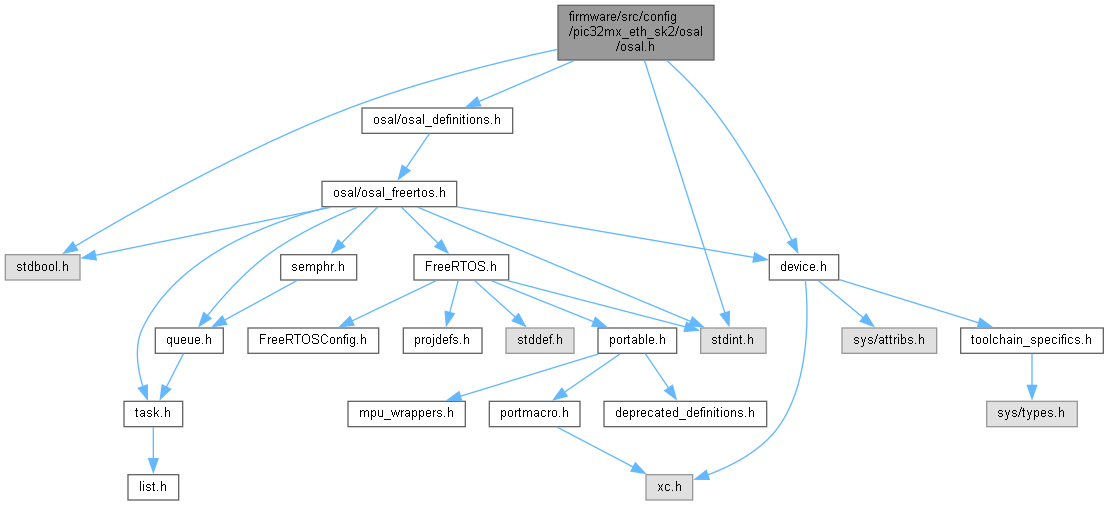 firmware/src/config
/pic32mx_eth_sk2/osal
/osal.h
osal/osal_definitions.h
osal/osal_freertos.h
stdbool.h
semphr.h
FreeRTOS.h
device.h
queue.h
FreeRTOSConfig.h
projdefs.h
stddef.h
portable.h
stdint.h
sys/attribs.h
toolchain_specifics.h
task.h
mpu_wrappers.h
portmacro.h
deprecated_definitions.h
sys/types.h
list.h
xc.h